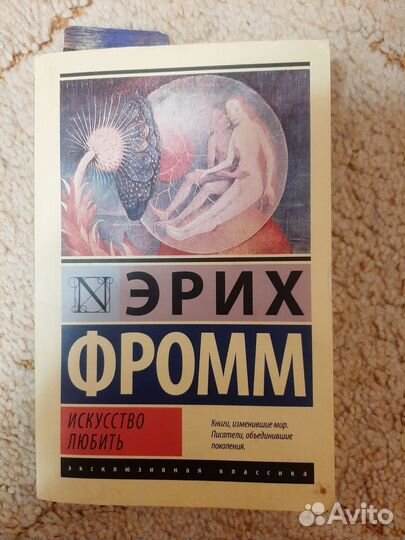 N ЭРИХ
ФРОММ
ИСКУССТВО
ЛЮБИТЬ
Книги, изменившие мир.
Писатели, объединившие
поколения.
эксклюзивная классика
Avito